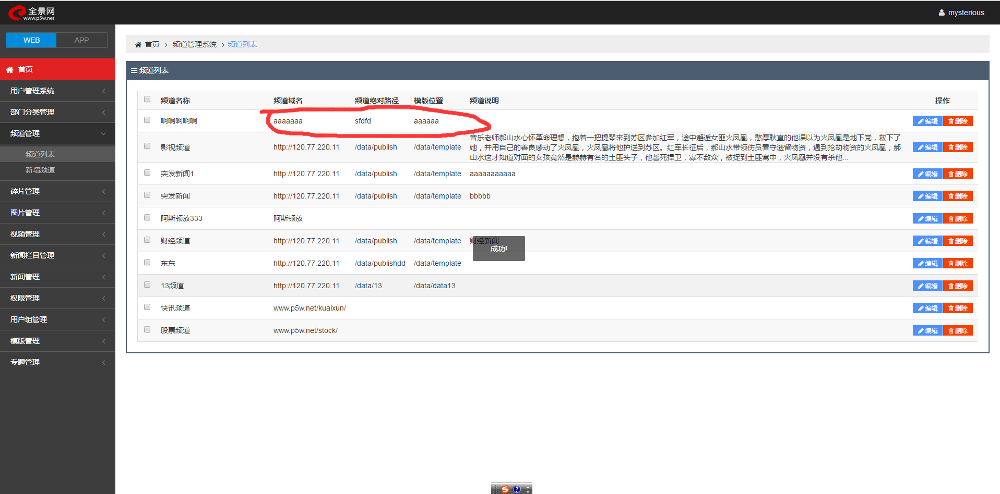 全景网
www.p5w.net
mysterious
WEB APP
首页
用户管理系统
部门分类管理
频道管理
频道列表
新增频道
碎片管理
图片管理
视频管理
新闻栏目管理
新闻管理
权限管理
用户组管理
模版管理
专题管理
首页 > 频道管理系统 > 频道列表
频道列表
频道名称 频道域名 频道绝对路径 模版位置 频道说明 操作
啊啊啊啊啊 aaaaaaa sfdfd aaaaaa 编辑 删除
影视频道 http://120.77.220.11 /data/publish /data/template 音乐老师郝山水心怀革命理想，抱着一把提琴来到苏区参加红军，途中邂逅女匪火凤凰，憨厚耿直的他误以为火凤凰是地下党，救下了
她，并用自己的善良感动了火凤凰，火凤凰将他护送到苏区。红军长征后，郝山水带领伤员看守遗留物资，遇到抢劫物资的火凤凰，郝
山水这才知道对面的女孩竟然是赫赫有名的土匪头子，他誓死捍卫，寡不敌众，被捉到土匪窝中，火凤凰并没有杀他... 编辑 删除
突发新闻1 http://120.77.220.11 /data/publish /data/template aaaaaaaaaaa 编辑 删除
突发新闻 http://120.77.220.11 /data/publish /data/template bbbbb 编辑 删除
阿斯顿放333 阿斯顿放 编辑 删除
财经频道 http://120.77.220.11 /data/publish /data/template 财经新闻 编辑 删除
成功!
东东 http://120.77.220.11 /data/publishdd /data/template 编辑 删除
13频道 http://120.77.220.11 /data/13 /data/data13 编辑 删除
快讯频道 www.p5w.net/kuaixun/ 编辑 删除
股票频道 www.p5w.net/stock/ 编辑 删除